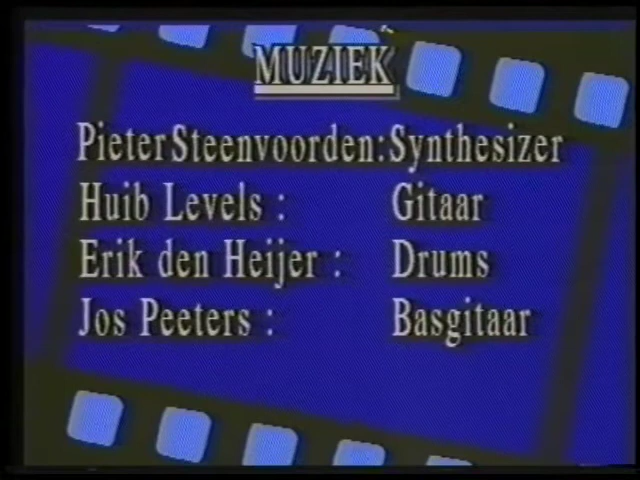 MUZIEK
Pieter Steenvoorden: Synthesizer
Huib Levels : Gitaar
Erik den Heijer : Drums
Jos Peeters : Basgitaar